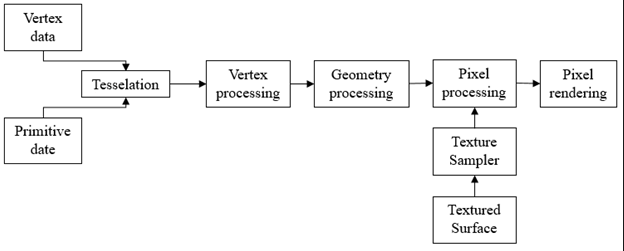 Vertex
data
Tesselation
Primitive
date
Vertex
processing
Geometry
processing
Pixel
processing
Pixel
rendering
Texture
Sampler
Textured
Surface